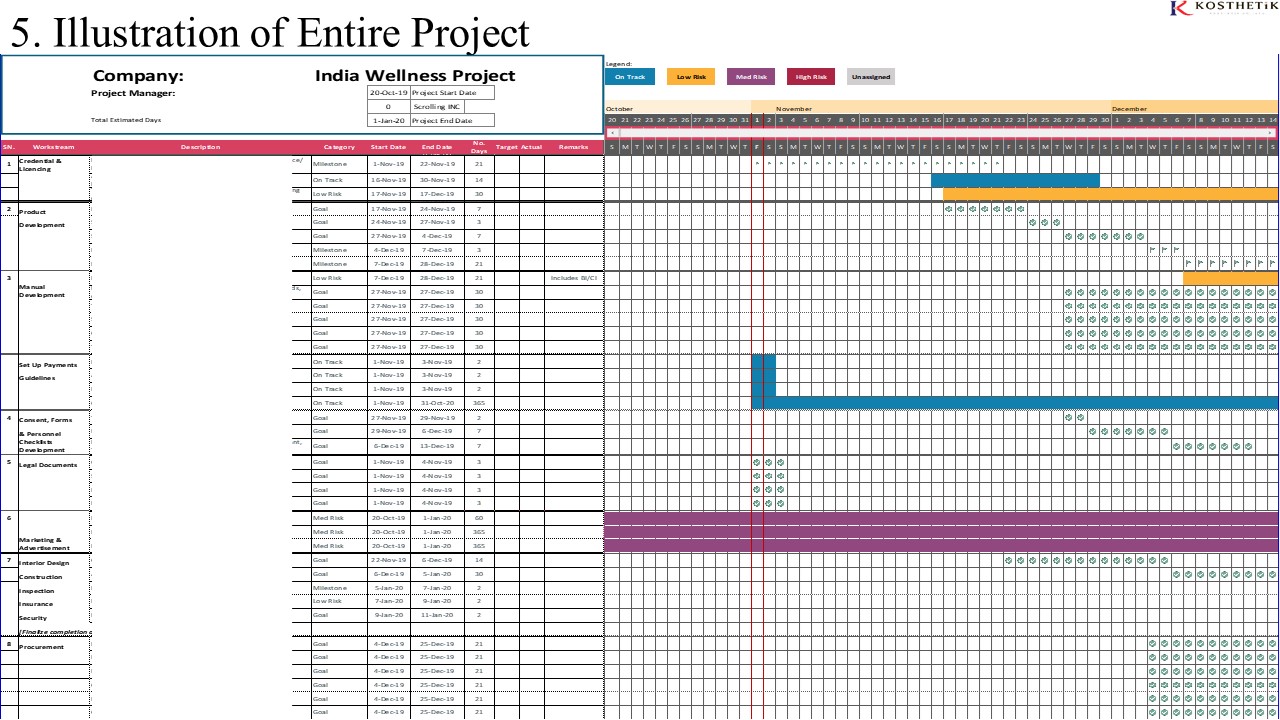 KOSTHETIK
5. Illustration of Entire Project
Company: India Wellness Project
Project Manager:
20-Oct-19 Project Start Date
0 Scrolling INC
Total Estimated Days 1-Jan-20 Project End Date
Legend:
On Track Low Risk Med Risk High Risk Unassigned
October November December
20 21 22 23 24 25 26 27 28 29 30 31 1 2 3 4 5 6 7 8 9 10 11 12 13 14 15 16 17 18 19 20 21 22 23 24 25 26 27 28 29 30 1 2 3 4 5 6 7 8 9 10 11 12 13 14
SN. Workstream Description Category Start Date End Date No. Days Target Actual Remarks
S M T W T F S S M T W T F S S M T W T F S S M T W T F S S M T W T F S S M T W T F S S M T W T F S S M T W T F S
1 Credential & Licencing ce/ Milestone 1-Nov-19 22-Nov-19 21
On Track 16-Nov-19 30-Nov-19 14
ng Low Risk 17-Nov-19 17-Dec-19 30
2 Product Goal 17-Nov-19 24-Nov-19 7
Development Goal 24-Nov-19 27-Nov-19 3
Goal 27-Nov-19 4-Dec-19 7
Milestone 4-Dec-19 7-Dec-19 3
Milestone 7-Dec-19 28-Dec-19 21
3 Low Risk 7-Dec-19 28-Dec-19 21 Includes BI/CI
Manual Development ds, Goal 27-Nov-19 27-Dec-19 30
Goal 27-Nov-19 27-Dec-19 30
Goal 27-Nov-19 27-Dec-19 30
Goal 27-Nov-19 27-Dec-19 30
Goal 27-Nov-19 27-Dec-19 30
Set Up Payments On Track 1-Nov-19 3-Nov-19 2
Guidelines On Track 1-Nov-19 3-Nov-19 2
On Track 1-Nov-19 3-Nov-19 2
On Track 1-Nov-19 31-Oct-20 365
4 Consent, Forms Goal 27-Nov-19 29-Nov-19 2
& Personnel Goal 29-Nov-19 6-Dec-19 7
Checklists Development nt, Goal 6-Dec-19 13-Dec-19 7
5 Legal Documents Goal 1-Nov-19 4-Nov-19 3
Goal 1-Nov-19 4-Nov-19 3
Goal 1-Nov-19 4-Nov-19 3
Goal 1-Nov-19 4-Nov-19 3
6 Med Risk 20-Oct-19 1-Jan-20 60
Med Risk 20-Oct-19 1-Jan-20 365
Marketing & Advertisement Med Risk 20-Oct-19 1-Jan-20 365
7 Interior Design Goal 22-Nov-19 6-Dec-19 14
Construction Goal 6-Dec-19 5-Jan-20 30
Inspection Milestone 5-Jan-20 7-Jan-20 2
Insurance Low Risk 7-Jan-20 9-Jan-20 2
Security Goal 9-Jan-20 11-Jan-20 2
[Finalize completion o
8 Procurement Goal 4-Dec-19 25-Dec-19 21
Goal 4-Dec-19 25-Dec-19 21
Goal 4-Dec-19 25-Dec-19 21
Goal 4-Dec-19 25-Dec-19 21
Goal 4-Dec-19 25-Dec-19 21
Goal 4-Dec-19 25-Dec-19 21